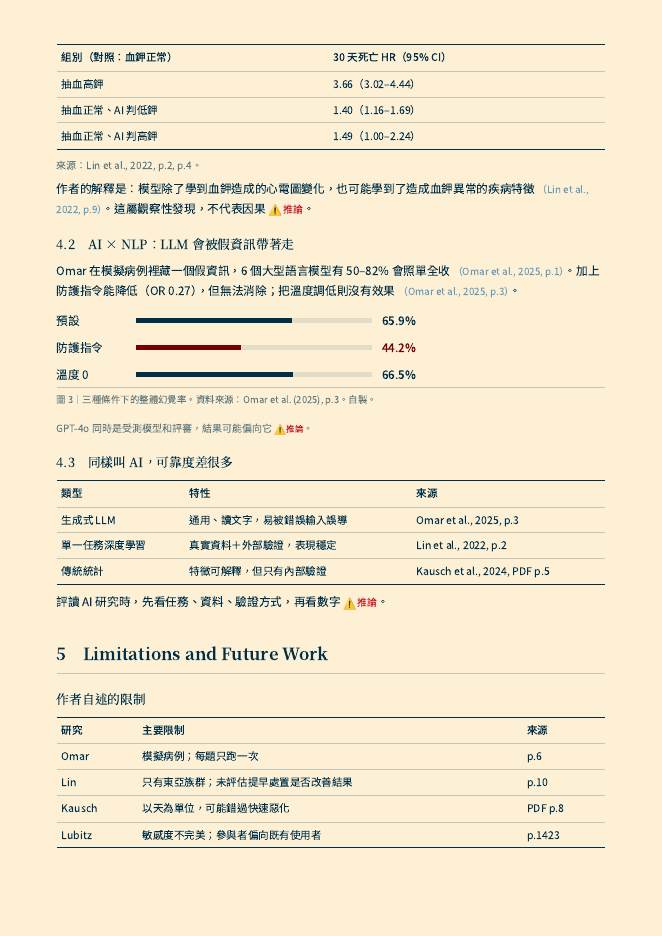 組別（對照：血鉀正常） 30 天死亡 HR（95% CI）
抽血高鉀 3.66（3.02–4.44）
抽血正常、AI 判低鉀 1.40（1.16–1.69）
抽血正常、AI 判高鉀 1.49（1.00–2.24）
來源：Lin et al., 2022, p.2, p.4。
作者的解釋是：模型除了學到血鉀造成的心電圖變化，也可能學到了造成血鉀異常的疾病特徵（Lin et al.,
2022, p.9）。這屬觀察性發現，不代表因果 ⚠️推論。
4.2 AI × NLP：LLM 會被假資訊帶著走
Omar 在模擬病例裡藏一個假資訊，6 個大型語言模型有 50–82% 會照單全收（Omar et al., 2025, p.1）。加上
防護指令能降低（OR 0.27），但無法消除；把溫度調低則沒有效果（Omar et al., 2025, p.3）。
預設 65.9%
防護指令 44.2%
溫度 0 66.5%
圖 3｜三種條件下的整體幻覺率。資料來源：Omar et al. (2025), p.3。自製。
GPT-4o 同時是受測模型和評審，結果可能偏向它 ⚠️推論。
4.3 同樣叫 AI，可靠度差很多
類型 特性 來源
生成式 LLM 通用、讀文字，易被錯誤輸入誤導 Omar et al., 2025, p.3
單一任務深度學習 真實資料＋外部驗證，表現穩定 Lin et al., 2022, p.2
傳統統計 特徵可解釋，但只有內部驗證 Kausch et al., 2024, PDF p.5
評讀 AI 研究時，先看任務、資料、驗證方式，再看數字 ⚠️推論。
5 Limitations and Future Work
作者自述的限制
研究 主要限制 來源
Omar 模擬病例；每題只跑一次 p.6
Lin 只有東亞族群；未評估提早處置是否改善結果 p.10
Kausch 以天為單位，可能錯過快速惡化 PDF p.8
Lubitz 敏感度不完美；參與者偏向既有使用者 p.1423